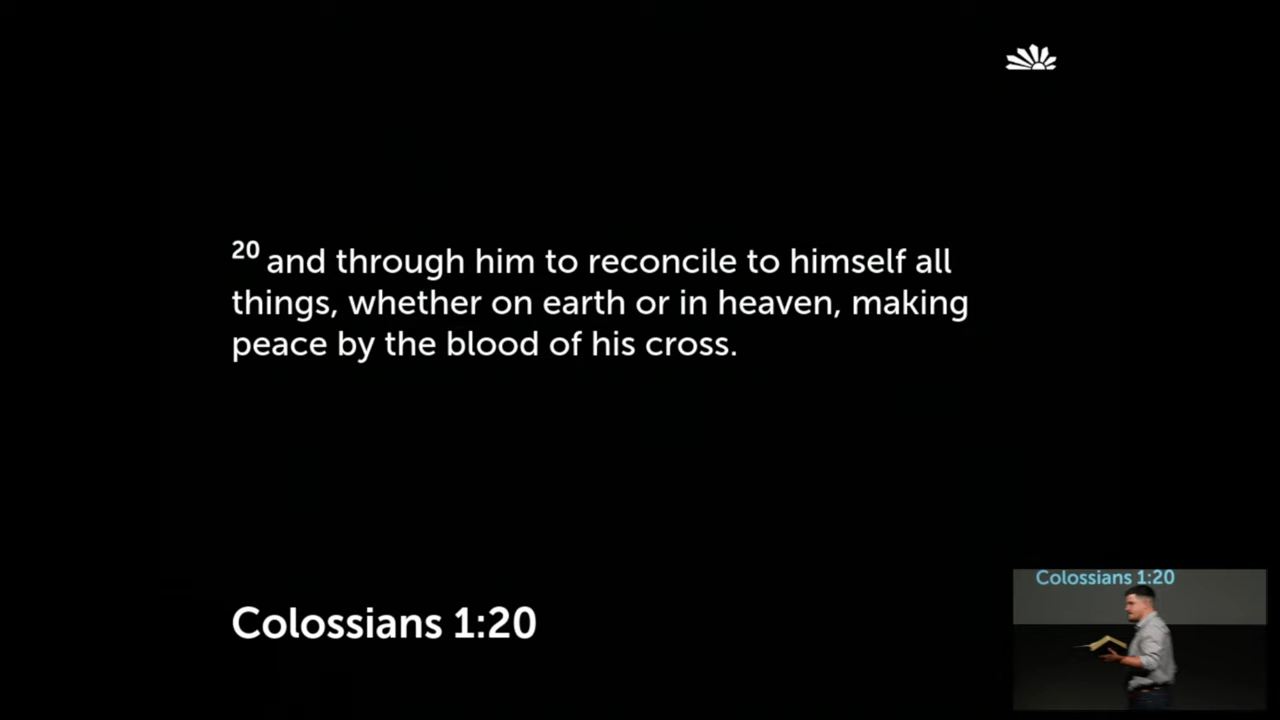 20 and through him to reconcile to himself all
things, whether on earth or in heaven, making
peace by the blood of his cross.
Colossians 1:20
Colossians 1:20